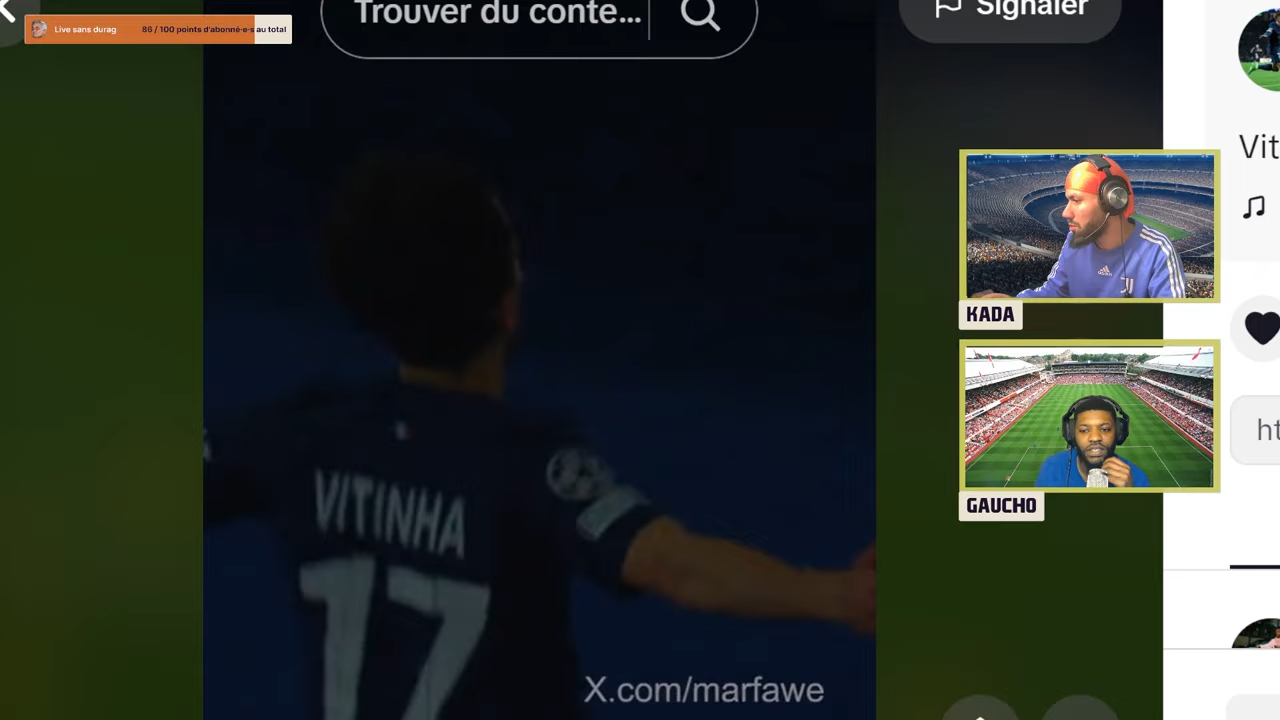 Trouver du conte...
Signaler
Live sans durag
86 / 100 points d'abonné·e·s au total
Vit
KADA
ht
GAUCHO
VITINHA
17
X.com/marfawe